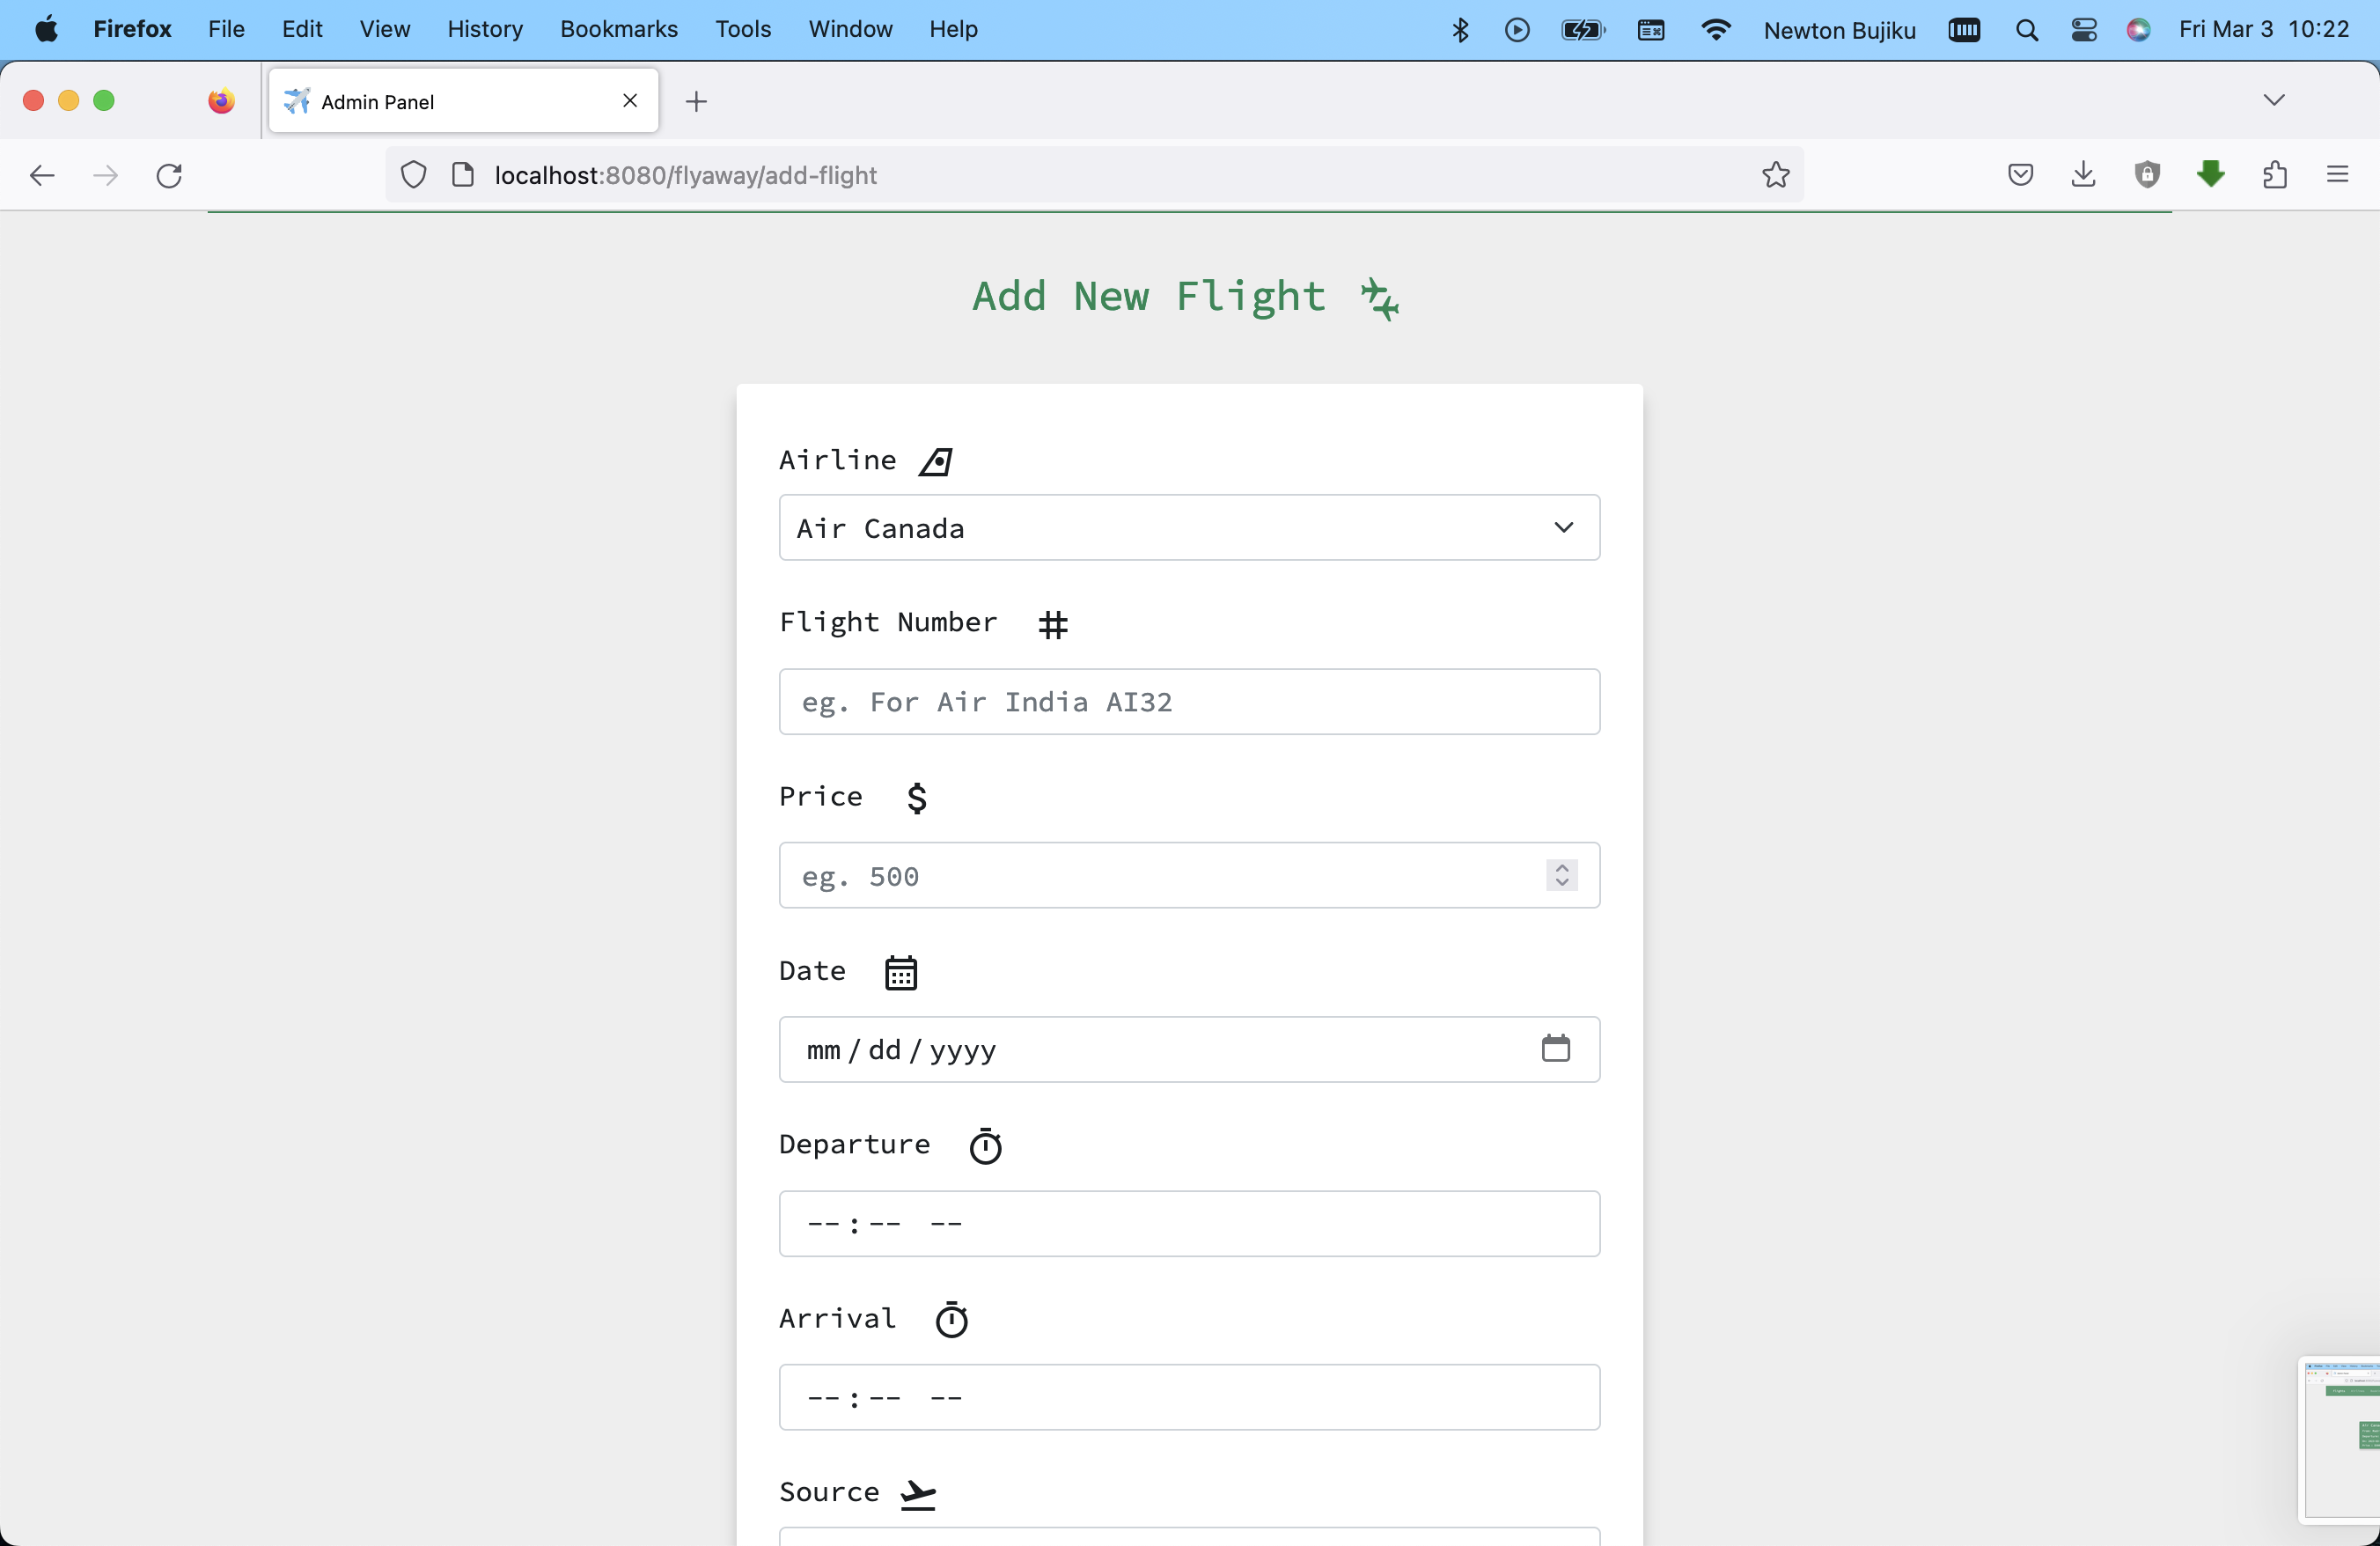 Firefox File Edit View History Bookmarks Tools Window Help Newton Bujiku Fri Mar 3 10:22
Admin Panel
localhost:8080/flyaway/add-flight
Add New Flight
Airline
Air Canada
Flight Number #
eg. For Air India AI32
Price $
eg. 500
Date
mm/dd/yyyy
Departure
--:-- --
Arrival
--:-- --
Source